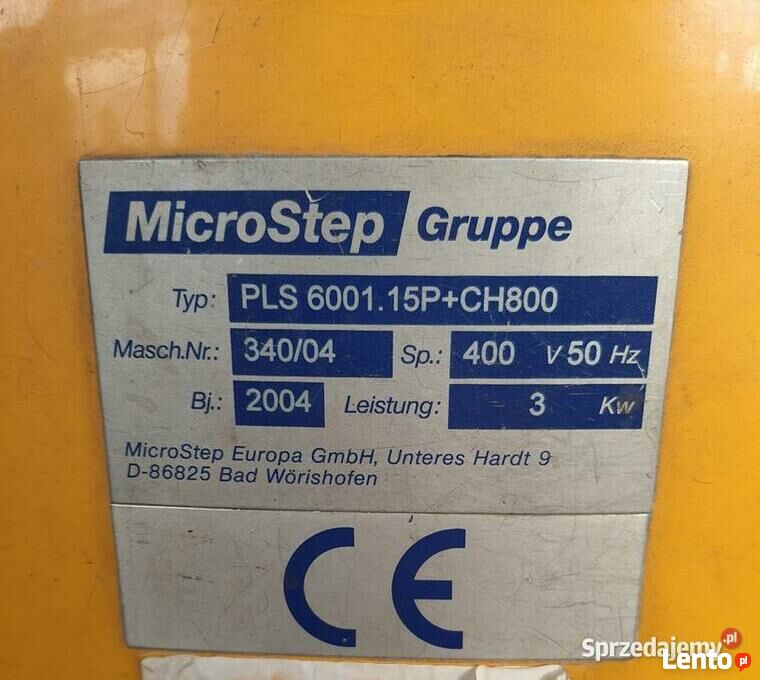 MicroStep Gruppe
Typ: PLS 6001.15P+CH800
Masch.Nr.: 340/04 Sp.: 400 V 50 Hz
Bj.: 2004 Leistung: 3 Kw
MicroStep Europa GmbH, Unteres Hardt 9
D-86825 Bad Wörishofen
CE
Sprzedajemy.pl
Lento.pl